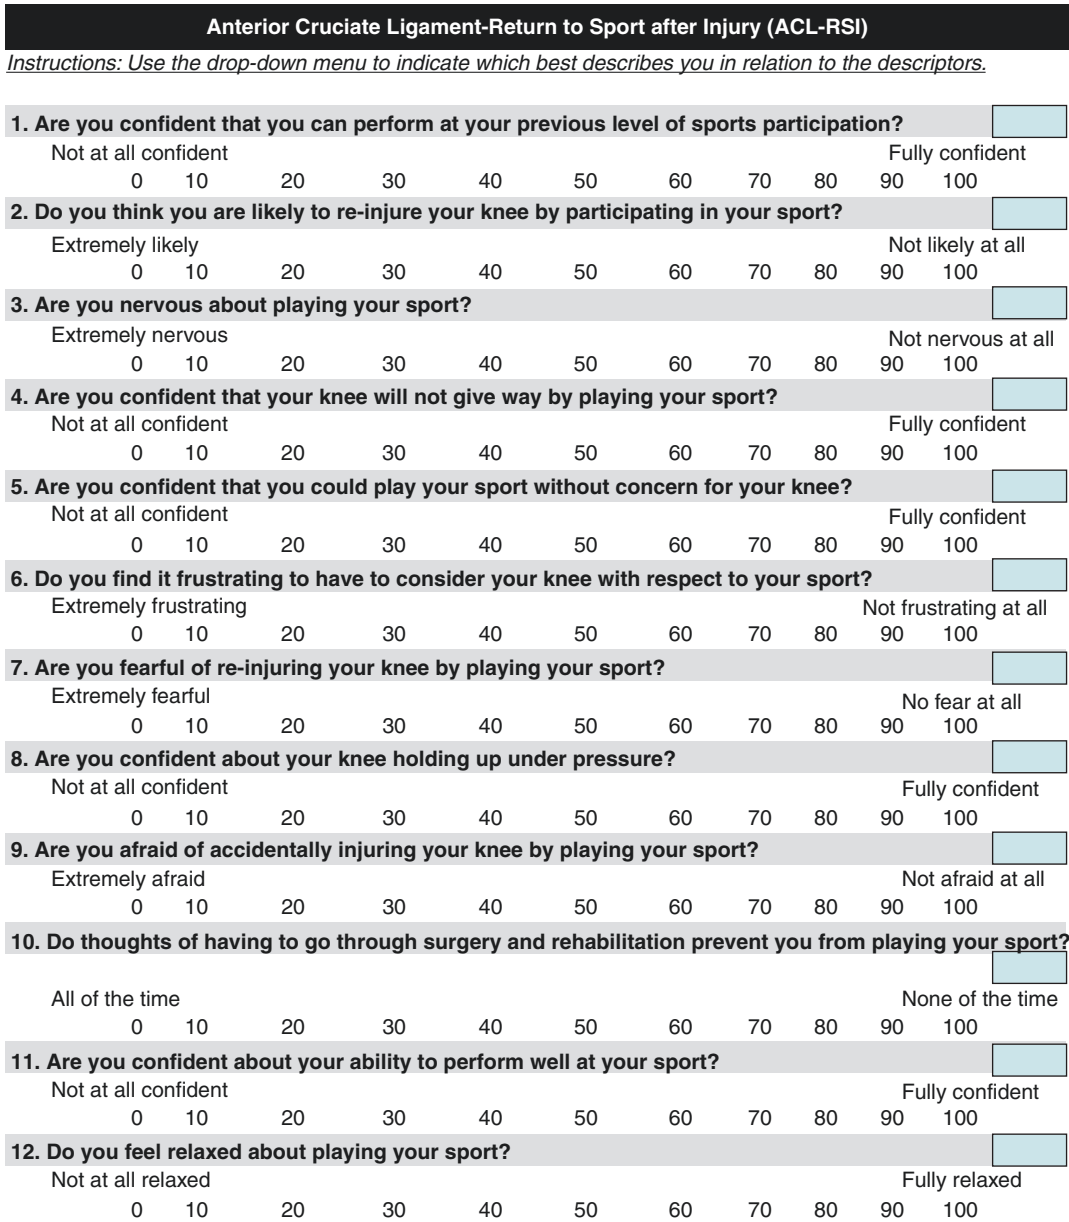 Anterior Cruciate Ligament-Return to Sport after Injury (ACL-RSI)
Instructions: Use the drop-down menu to indicate which best describes you in relation to the descriptors.
1. Are you confident that you can perform at your previous level of sports participation?
Not at all confident Fully confident
0 10 20 30 40 50 60 70 80 90 100
2. Do you think you are likely to re-injure your knee by participating in your sport?
Extremely likely Not likely at all
0 10 20 30 40 50 60 70 80 90 100
3. Are you nervous about playing your sport?
Extremely nervous Not nervous at all
0 10 20 30 40 50 60 70 80 90 100
4. Are you confident that your knee will not give way by playing your sport?
Not at all confident Fully confident
0 10 20 30 40 50 60 70 80 90 100
5. Are you confident that you could play your sport without concern for your knee?
Not at all confident Fully confident
0 10 20 30 40 50 60 70 80 90 100
6. Do you find it frustrating to have to consider your knee with respect to your sport?
Extremely frustrating Not frustrating at all
0 10 20 30 40 50 60 70 80 90 100
7. Are you fearful of re-injuring your knee by playing your sport?
Extremely fearful No fear at all
0 10 20 30 40 50 60 70 80 90 100
8. Are you confident about your knee holding up under pressure?
Not at all confident Fully confident
0 10 20 30 40 50 60 70 80 90 100
9. Are you afraid of accidentally injuring your knee by playing your sport?
Extremely afraid Not afraid at all
0 10 20 30 40 50 60 70 80 90 100
10. Do thoughts of having to go through surgery and rehabilitation prevent you from playing your sport?
All of the time None of the time
0 10 20 30 40 50 60 70 80 90 100
11. Are you confident about your ability to perform well at your sport?
Not at all confident Fully confident
0 10 20 30 40 50 60 70 80 90 100
12. Do you feel relaxed about playing your sport?
Not at all relaxed Fully relaxed
0 10 20 30 40 50 60 70 80 90 100